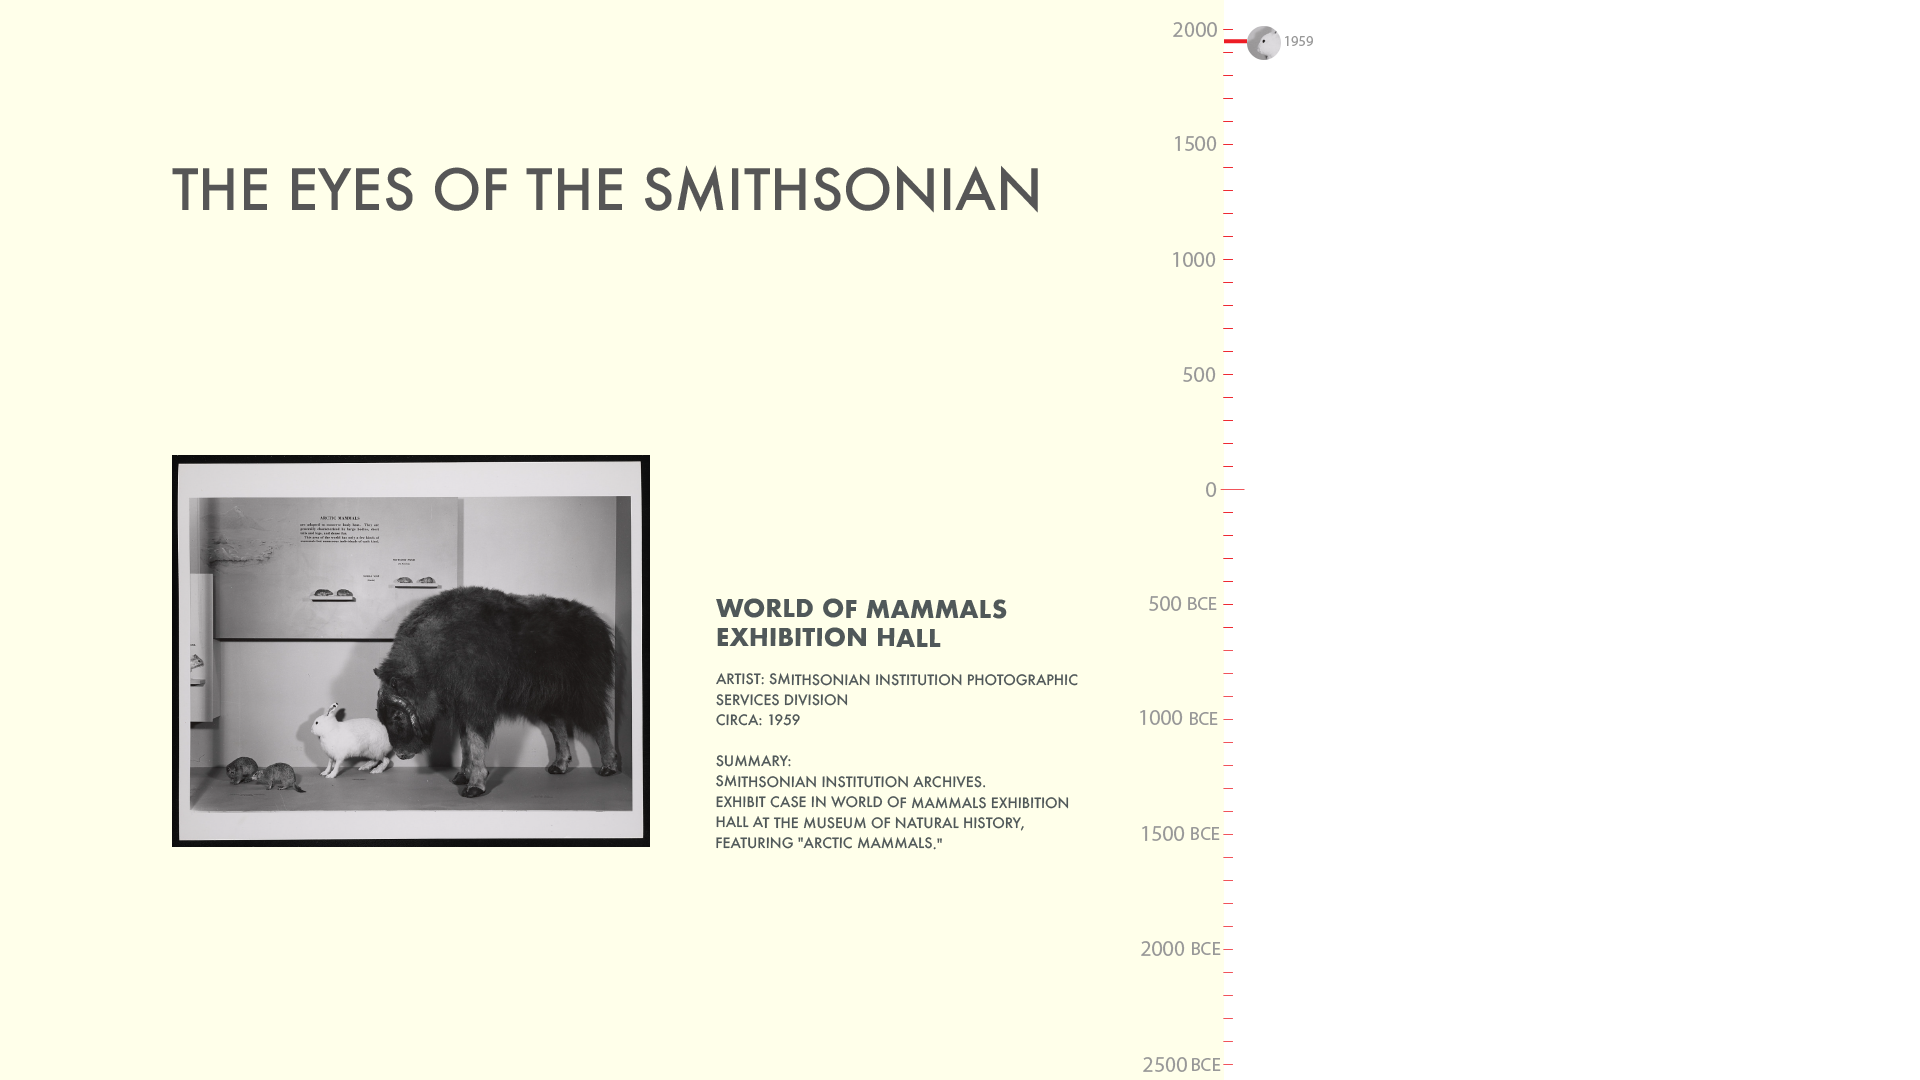 THE EYES OF THE SMITHSONIAN
ARCTIC MAMMALS
WORLD OF MAMMALS
EXHIBITION HALL
ARTIST: SMITHSONIAN INSTITUTION PHOTOGRAPHIC
SERVICES DIVISION
CIRCA: 1959
SUMMARY:
SMITHSONIAN INSTITUTION ARCHIVES.
EXHIBIT CASE IN WORLD OF MAMMALS EXHIBITION
HALL AT THE MUSEUM OF NATURAL HISTORY,
FEATURING "ARCTIC MAMMALS."
2000
1959
1500
1000
500
0
500 BCE
1000 BCE
1500 BCE
2000 BCE
2500 BCE